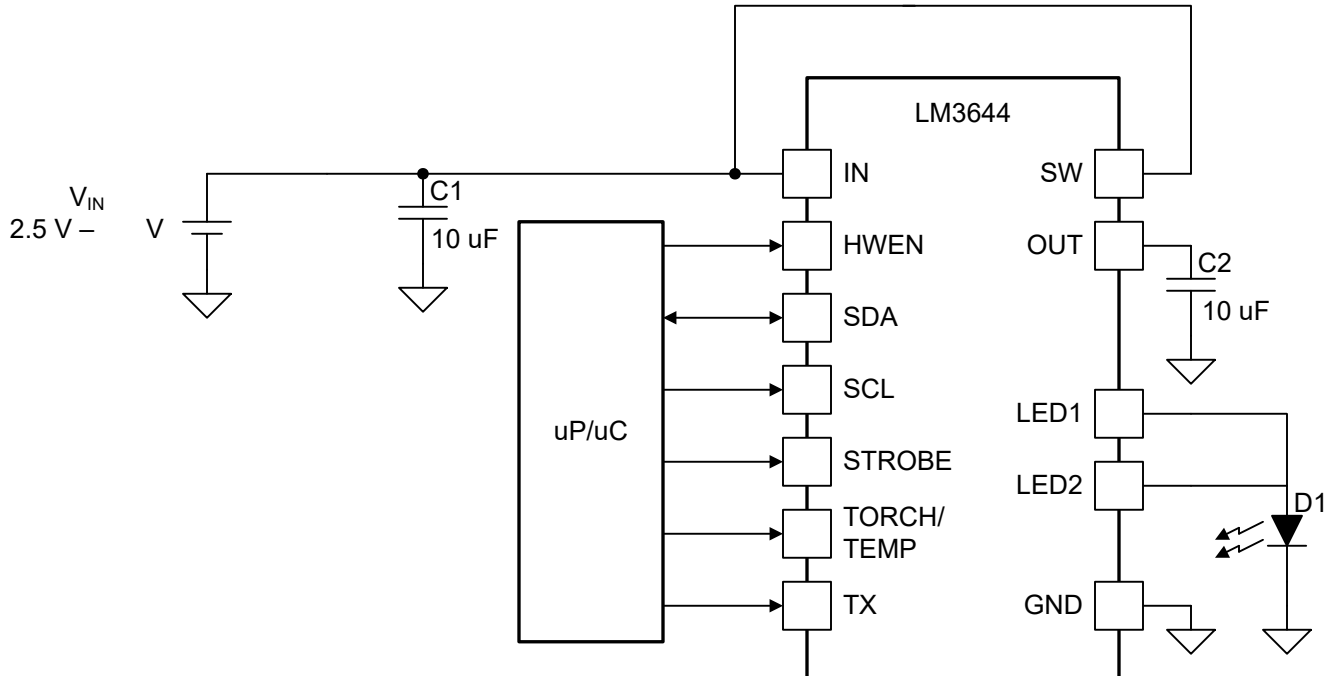 LM3644
V_IN
2.5 V – V
C1
10 uF
IN
HWEN
SDA
SCL
STROBE
TORCH/
TEMP
TX
uP/uC
SW
OUT
C2
10 uF
LED1
LED2
D1
GND